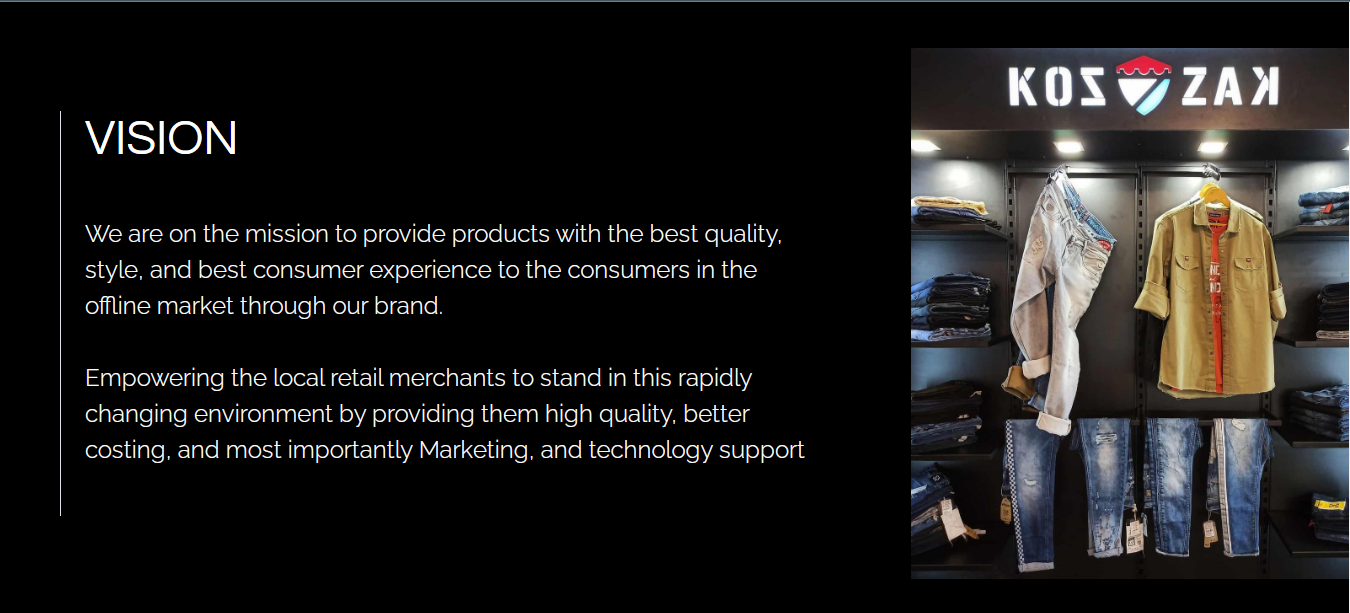 KOZ ZAK
VISION
We are on the mission to provide products with the best quality,
style, and best consumer experience to the consumers in the
offline market through our brand.
Empowering the local retail merchants to stand in this rapidly
changing environment by providing them high quality, better
costing, and most importantly Marketing, and technology support